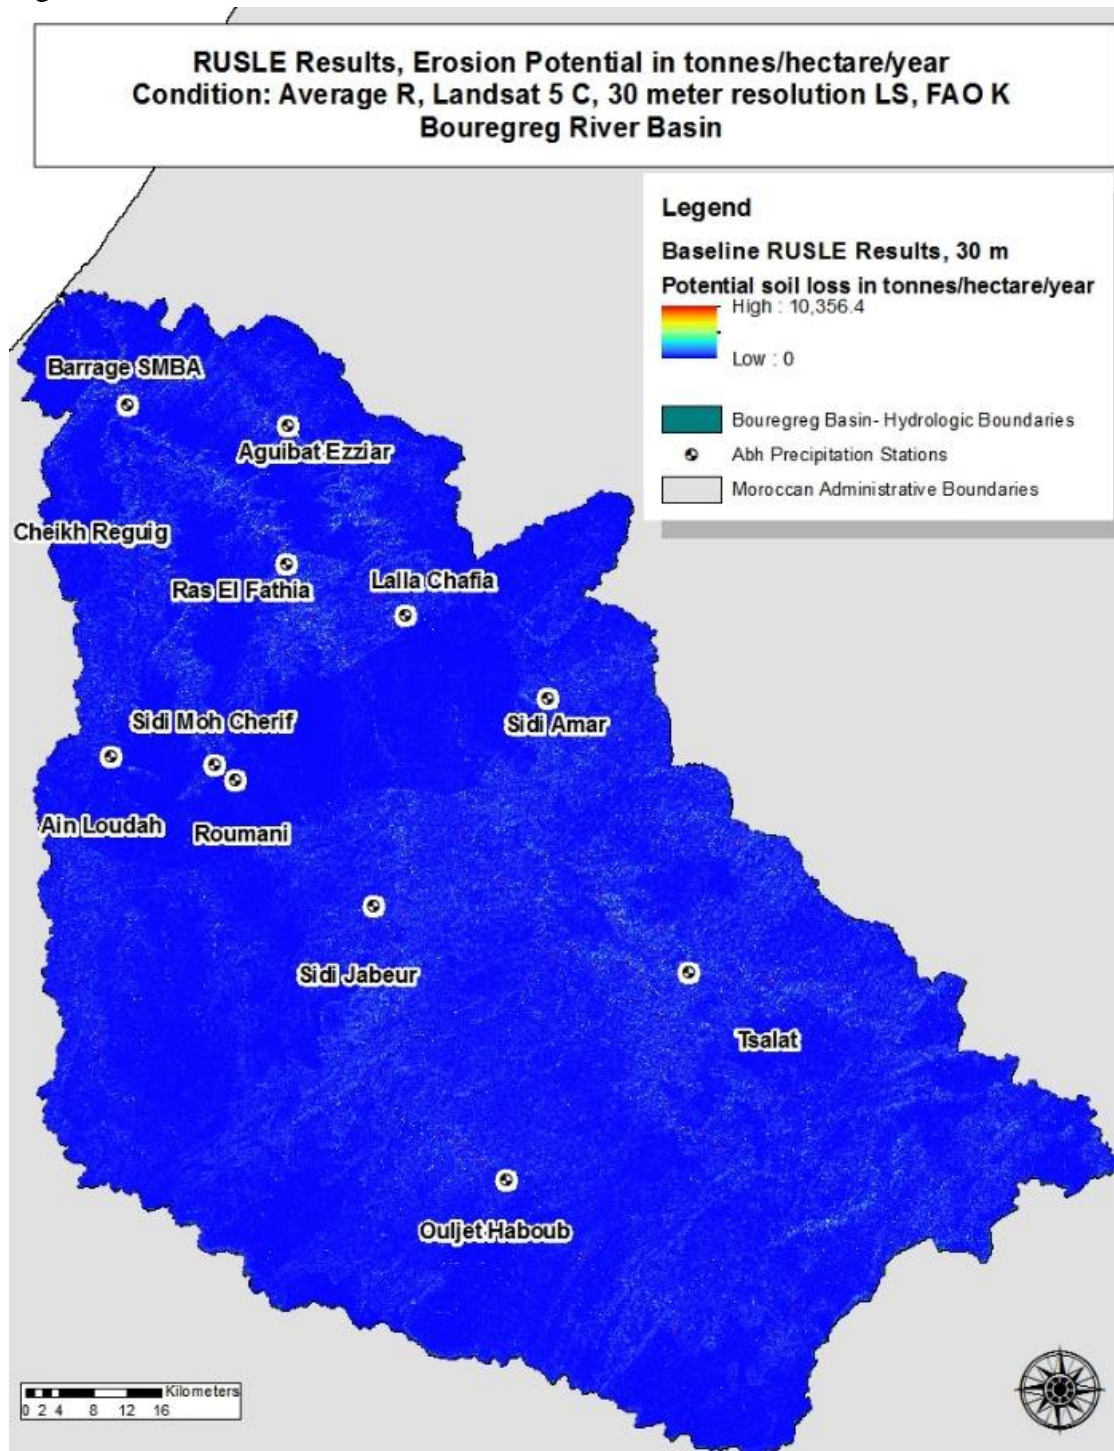 RUSLE Results, Erosion Potential in tonnes/hectare/year
Condition: Average R, Landsat 5 C, 30 meter resolution LS, FAO K
Bouregreg River Basin
Legend
Baseline RUSLE Results, 30 m
Potential soil loss in tonnes/hectare/year
High : 10,356.4
Low : 0
Bouregreg Basin- Hydrologic Boundaries
Abh Precipitation Stations
Moroccan Administrative Boundaries
Barrage SMBA
Aguibat Ezziar
Cheikh Reguig
Ras El Fathia
Lalla Chafia
Sidi Amar
Sidi Moh Cherif
Ain Loudah
Roumani
Sidi Jabeur
Tsalat
Ouljet Haboub
Kilometers
0 2 4 8 12 16